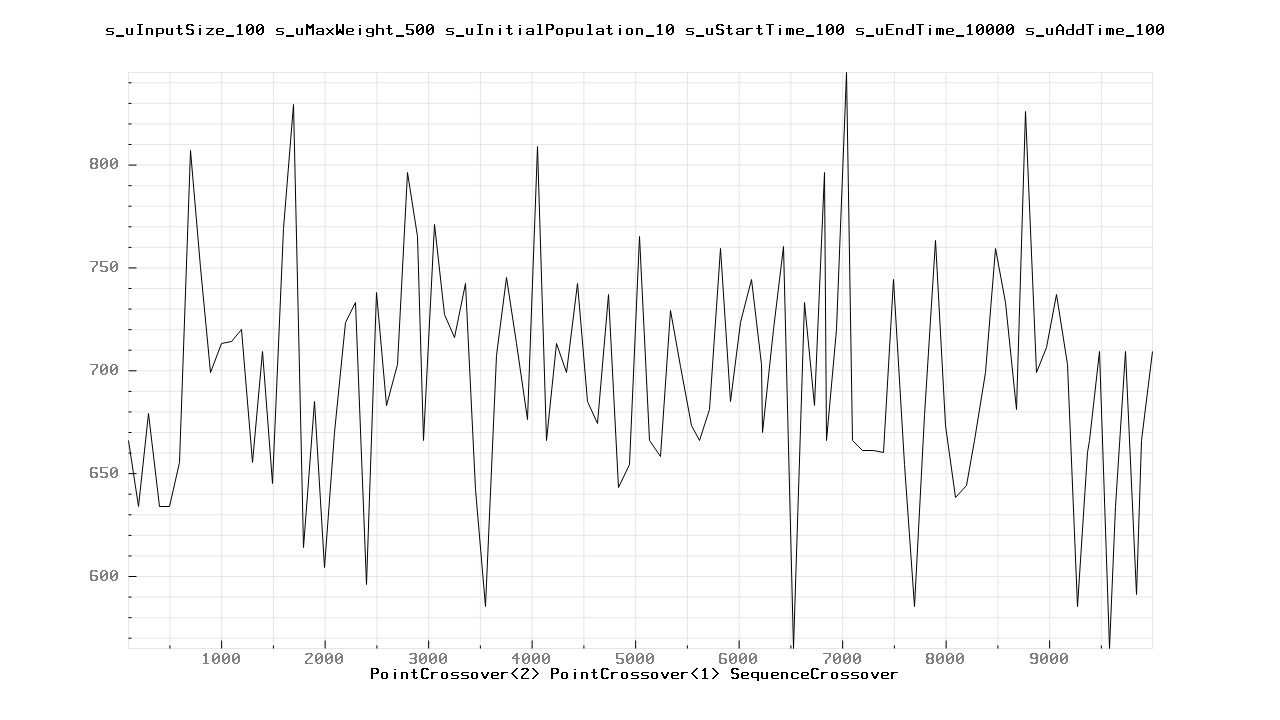 s_uInputSize_100 s_uMaxWeight_500 s_uInitialPopulation_10 s_uStartTime_100 s_uEndTime_10000 s_uAddTime_100
800
750
700
650
600
1000 2000 3000 4000 5000 6000 7000 8000 9000
PointCrossover<2> PointCrossover<1> SequenceCrossover